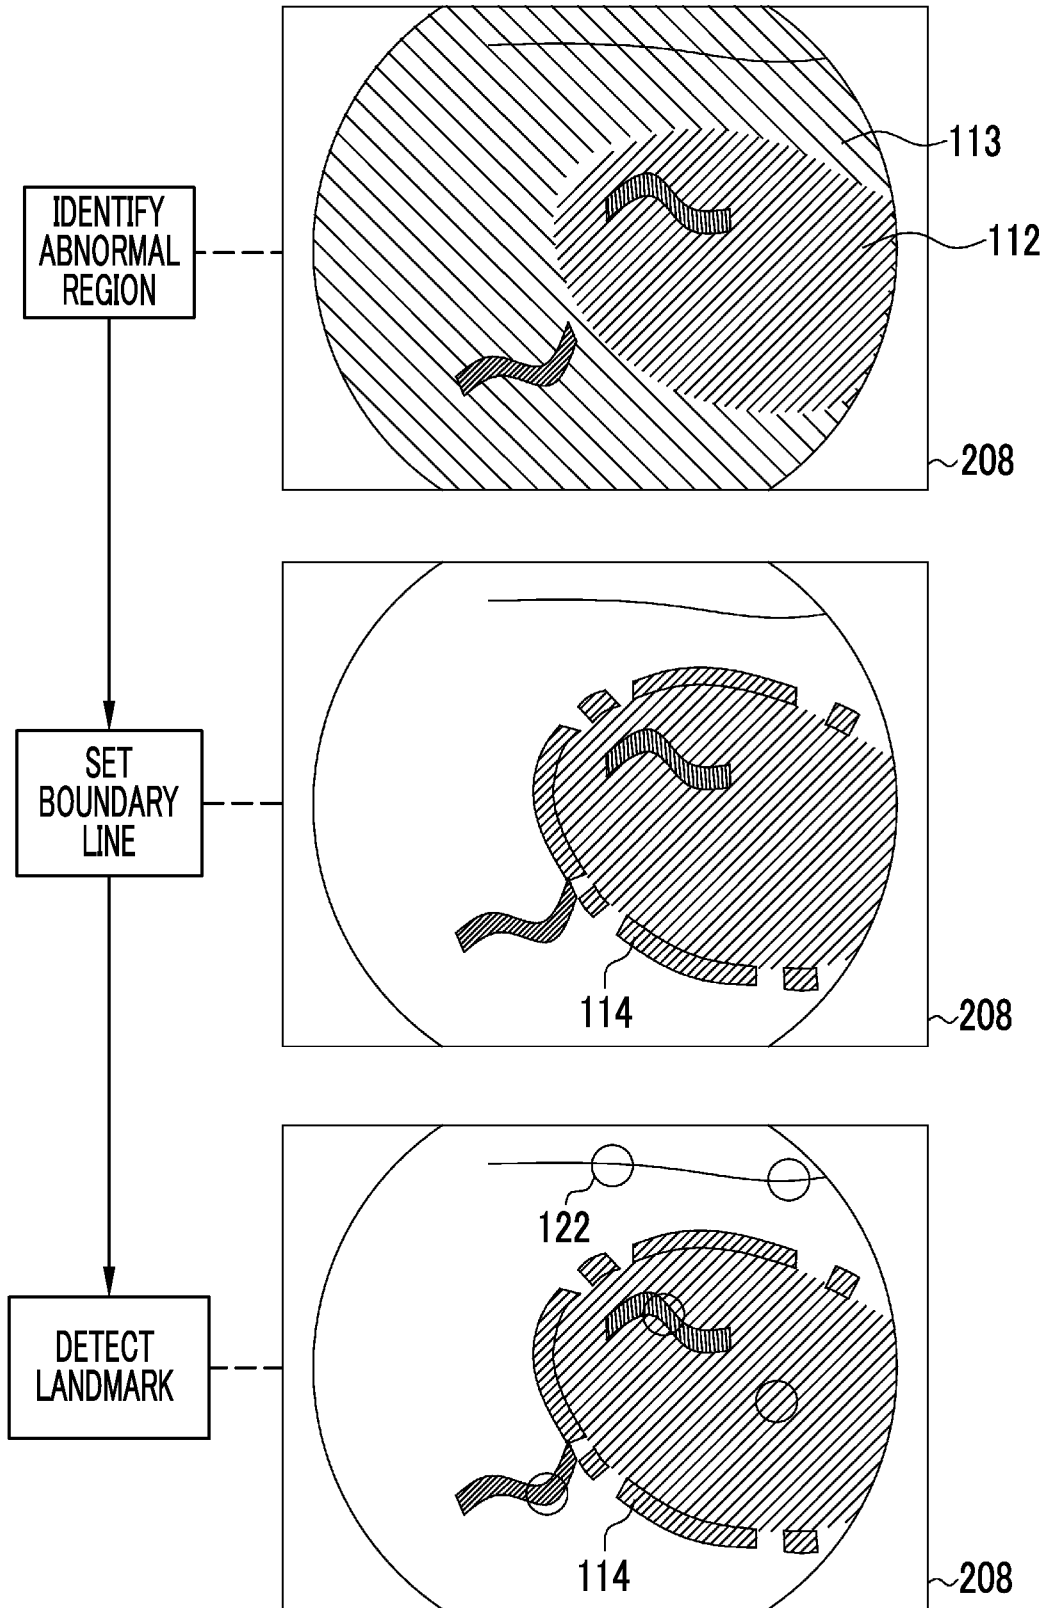 113
IDENTIFY
ABNORMAL
REGION
112
208
SET
BOUNDARY
LINE
114
208
122
DETECT
LANDMARK
114
208